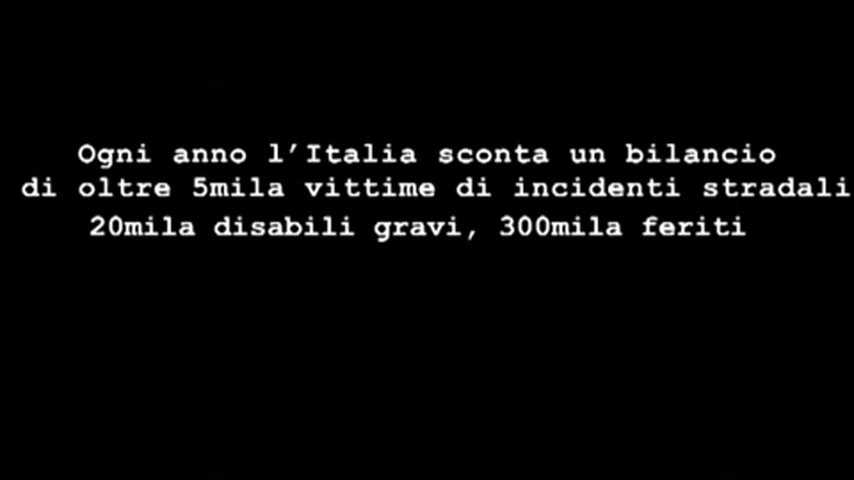 Ogni anno l'Italia sconta un bilancio
di oltre 5mila vittime di incidenti stradali
20mila disabili gravi, 300mila feriti